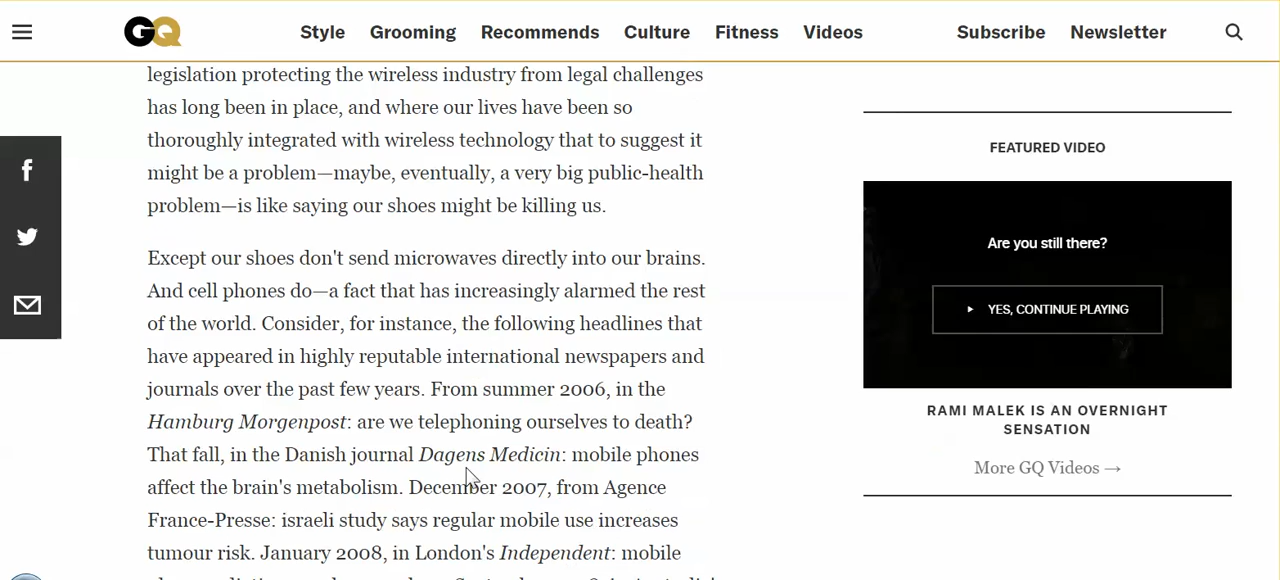 GQ
Style Grooming Recommends Culture Fitness Videos Subscribe Newsletter
legislation protecting the wireless industry from legal challenges
has long been in place, and where our lives have been so
thoroughly integrated with wireless technology that to suggest it
might be a problem—maybe, eventually, a very big public-health
problem—is like saying our shoes might be killing us.
Except our shoes don't send microwaves directly into our brains.
And cell phones do—a fact that has increasingly alarmed the rest
of the world. Consider, for instance, the following headlines that
have appeared in highly reputable international newspapers and
journals over the past few years. From summer 2006, in the
Hamburg Morgenpost: are we telephoning ourselves to death?
That fall, in the Danish journal Dagens Medicin: mobile phones
affect the brain's metabolism. December 2007, from Agence
France-Presse: israeli study says regular mobile use increases
tumour risk. January 2008, in London's Independent: mobile
FEATURED VIDEO
Are you still there?
YES, CONTINUE PLAYING
RAMI MALEK IS AN OVERNIGHT
SENSATION
More GQ Videos →